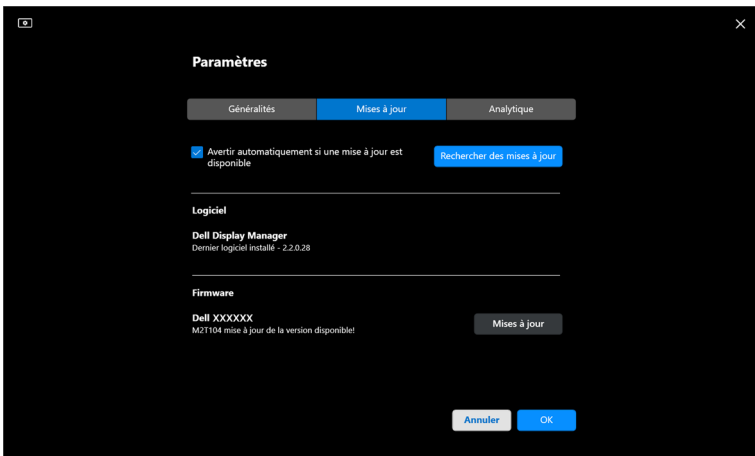 Paramètres
Généralités
Mises à jour
Analytique
Avertir automatiquement si une mise à jour est
disponible
Rechercher des mises à jour
Logiciel
Dell Display Manager
Dernier logiciel installé - 2.2.0.28
Firmware
Dell XXXXXX
M2T104 mise à jour de la version disponible!
Mises à jour
Annuler
OK